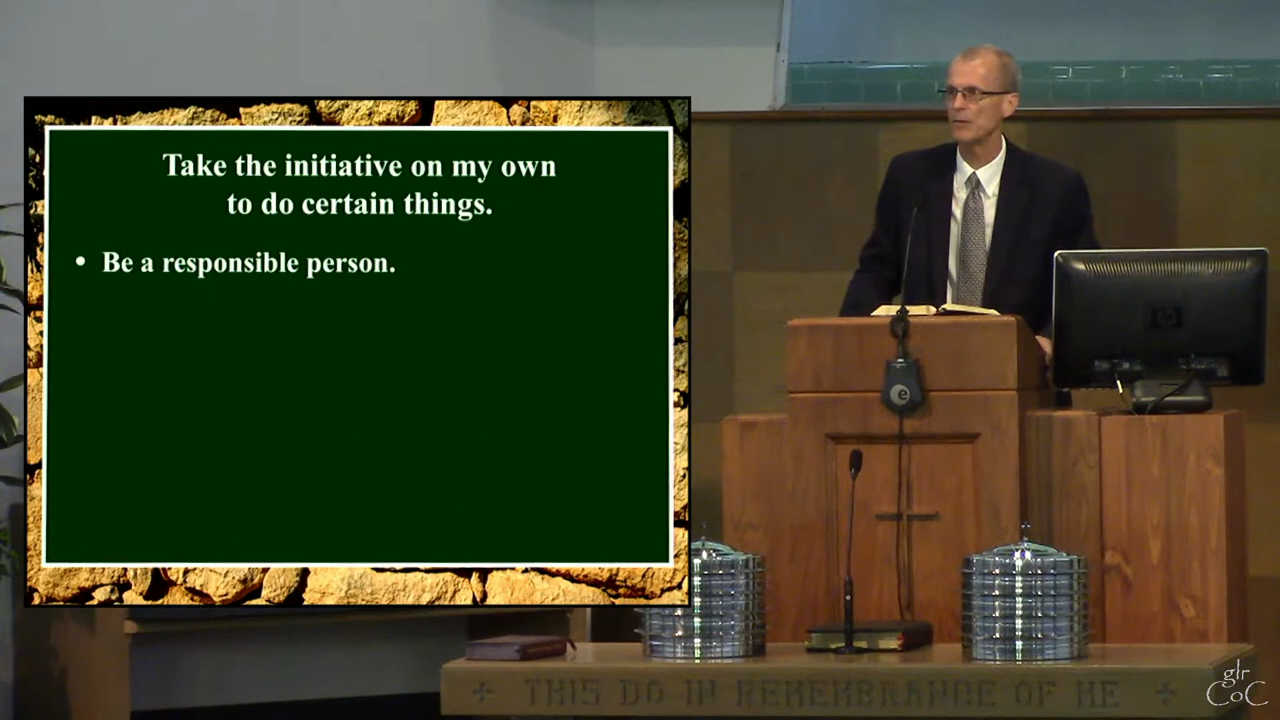 Take the initiative on my own
to do certain things.
• Be a responsible person.
hp
e
THIS DO IN REMEMBRANCE OF ME
glr
CoC